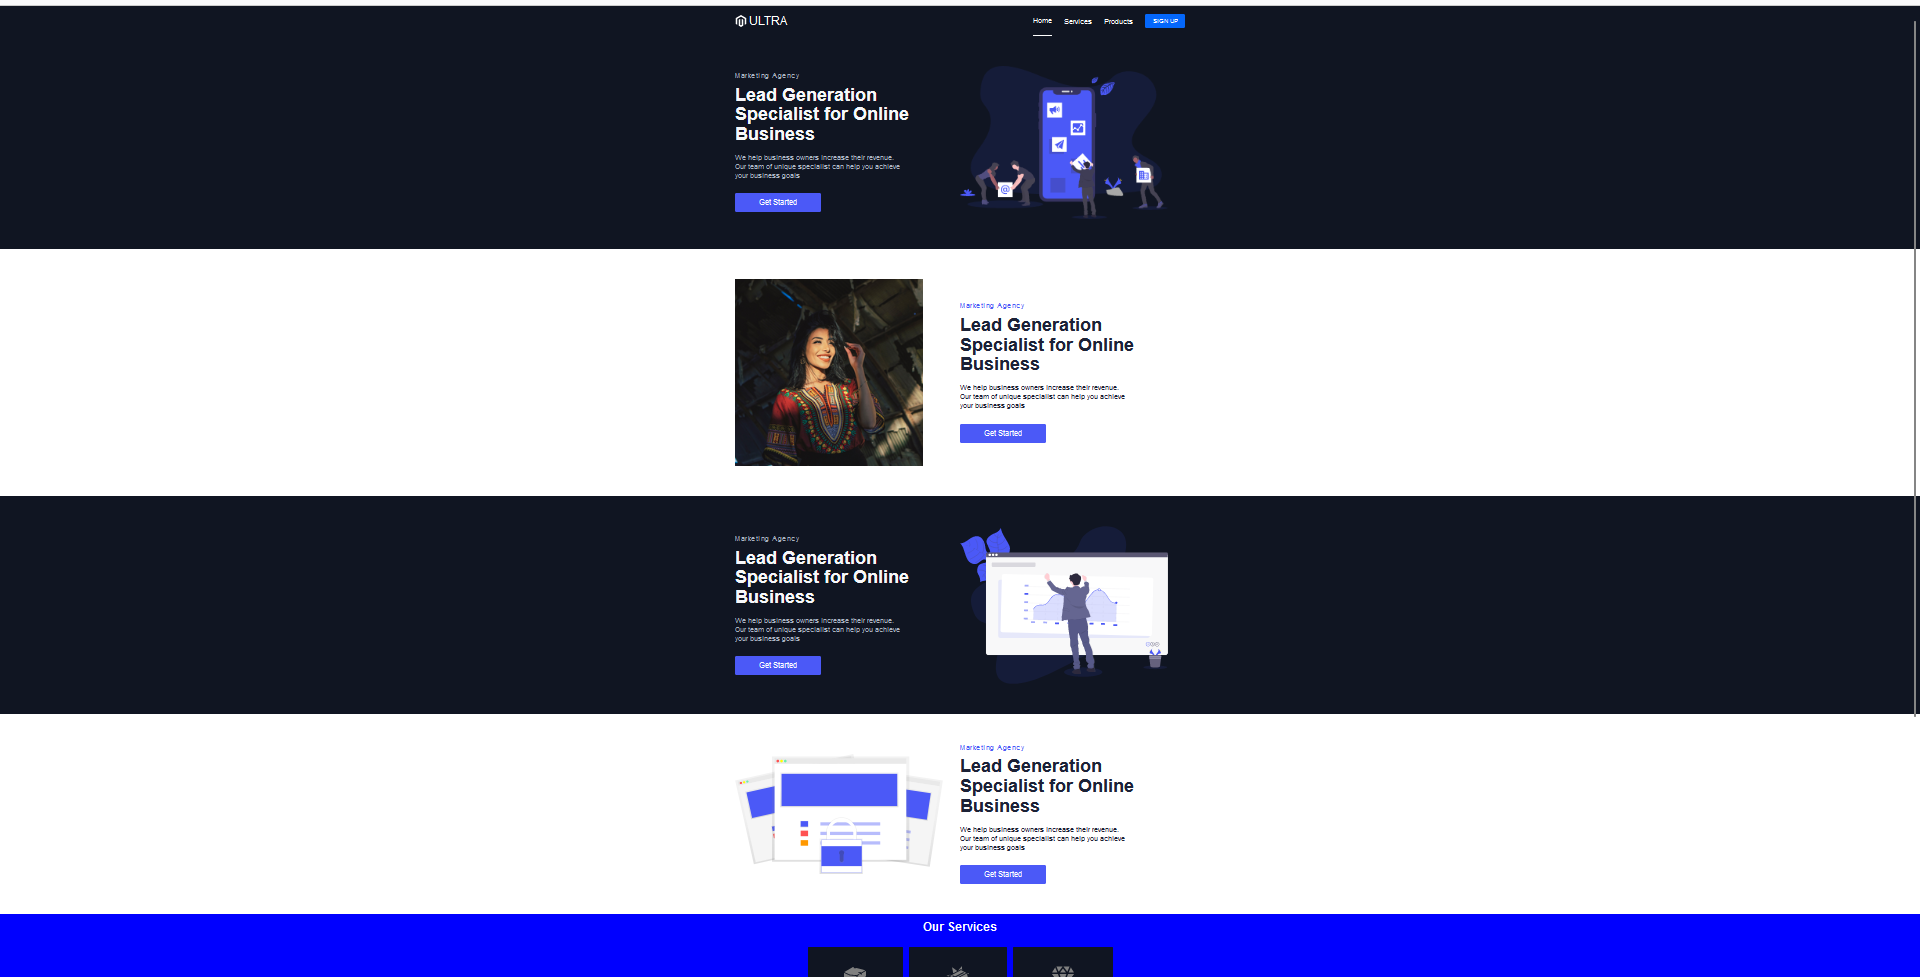 ULTRA
Home
Services
Products
SIGN UP
Marketing Agency
Lead Generation
Specialist for Online
Business
We help business owners increase their revenue.
Our team of unique specialist can help you achieve
your business goals
Get Started
Marketing Agency
Lead Generation
Specialist for Online
Business
We help business owners increase their revenue.
Our team of unique specialist can help you achieve
your business goals
Get Started
Marketing Agency
Lead Generation
Specialist for Online
Business
We help business owners increase their revenue.
Our team of unique specialist can help you achieve
your business goals
Get Started
Marketing Agency
Lead Generation
Specialist for Online
Business
We help business owners increase their revenue.
Our team of unique specialist can help you achieve
your business goals
Get Started
Our Services